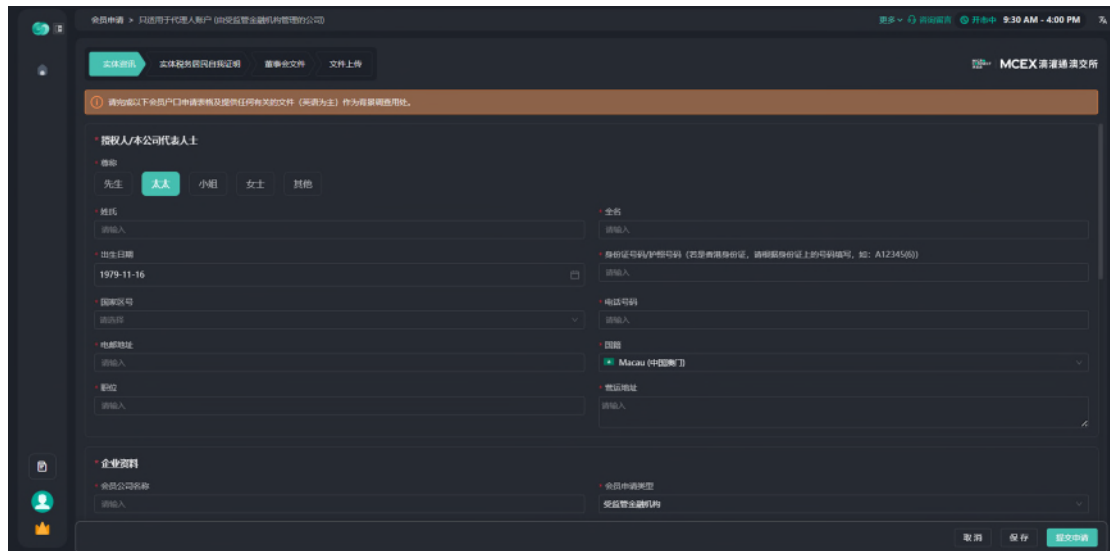 会员申请 > 只适用于代理人账户 (由受监管金融机构管理的公司)
更多 开市中 9:30 AM - 4:00 PM
实体资讯 实体税务居民自我证明 董事会文件 文件上传
MCEX滴灌通澳交所
请完成以下会员户口申请表格及提供任何有关的文件（英语为主）作为背景调查用处。
* 授权人/本公司代表人士
* 尊称
先生 太太 小姐 女士 其他
* 姓氏 * 全名
请输入 请输入
* 出生日期 * 身份证号码/护照号码（若是香港身份证，请根据身份证上的号码填写，如：A12345(6)）
1979-11-16 请输入
* 国家区号 * 电话号码
请选择 请输入
* 电邮地址 * 国籍
请输入 Macau (中国澳门)
* 职位 * 营运地址
请输入 请输入
* 企业资料
* 会员公司名称 * 会员申请类型
请输入 受监管金融机构
取消 保存 提交申请